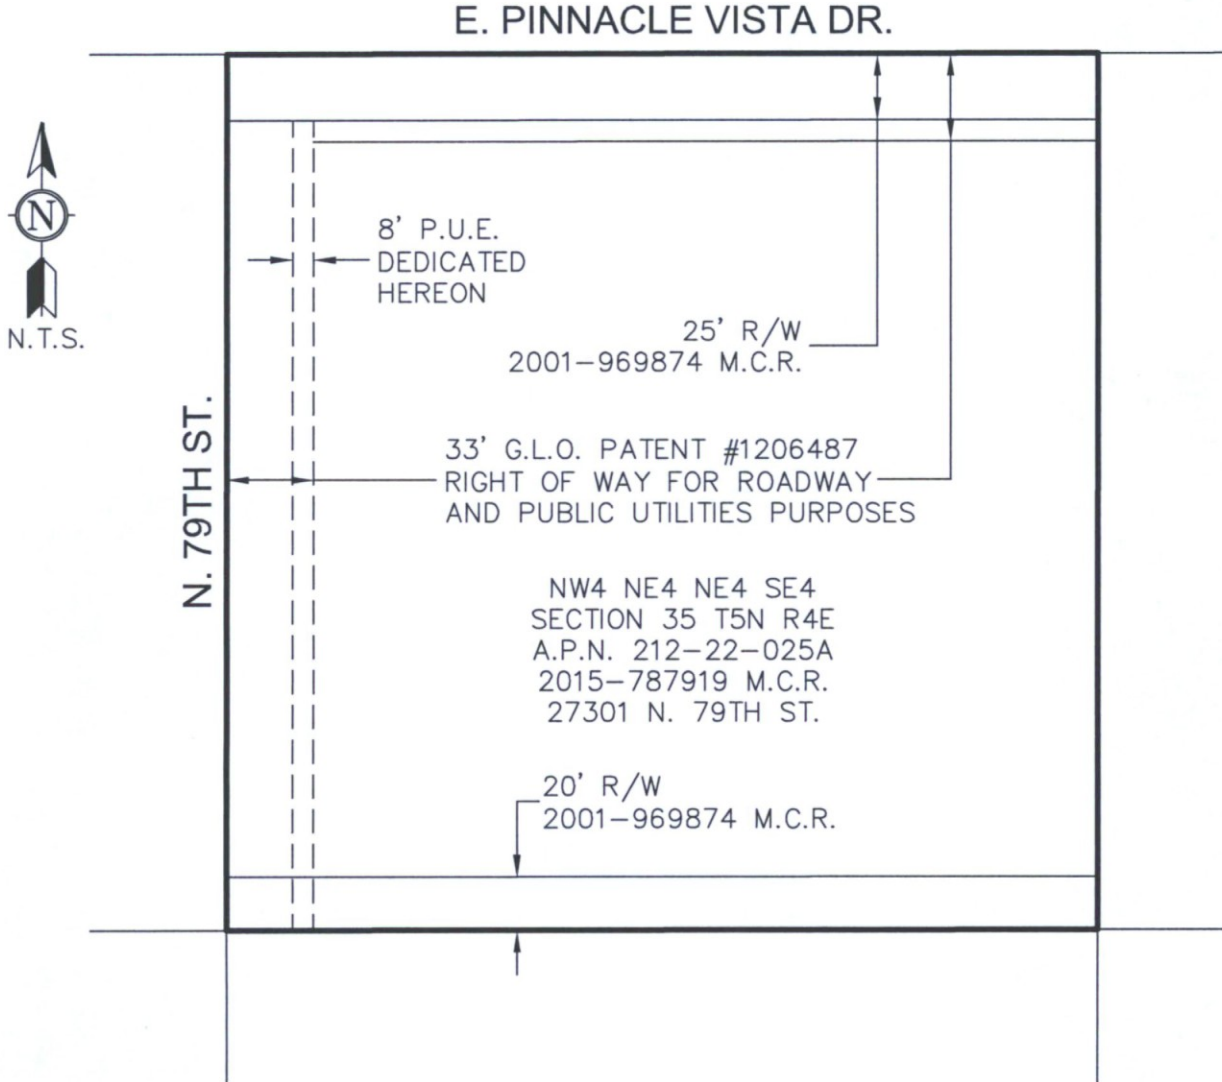 E. PINNACLE VISTA DR.
N
N.T.S.
8' P.U.E.
DEDICATED
HEREON
25' R/W
2001-969874 M.C.R.
N. 79TH ST.
33' G.L.O. PATENT #1206487
RIGHT OF WAY FOR ROADWAY
AND PUBLIC UTILITIES PURPOSES
NW4 NE4 NE4 SE4
SECTION 35 T5N R4E
A.P.N. 212-22-025A
2015-787919 M.C.R.
27301 N. 79TH ST.
20' R/W
2001-969874 M.C.R.